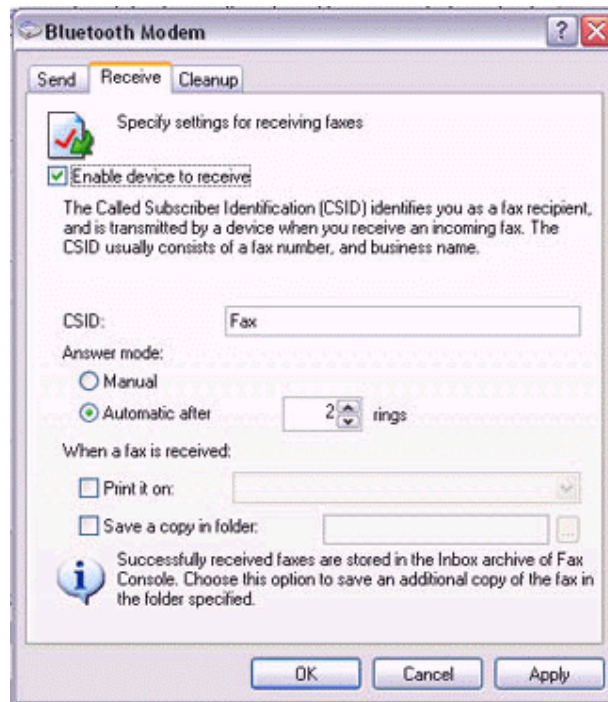 Bluetooth Modem
Send Receive Cleanup
Specify settings for receiving faxes
Enable device to receive
The Called Subscriber Identification (CSID) identifies you as a fax recipient,
and is transmitted by a device when you receive an incoming fax. The
CSID usually consists of a fax number, and business name.
CSID: Fax
Answer mode:
Manual
Automatic after 2 rings
When a fax is received:
Print it on:
Save a copy in folder: ...
Successfully received faxes are stored in the Inbox archive of Fax
Console. Choose this option to save an additional copy of the fax in
the folder specified.
OK Cancel Apply